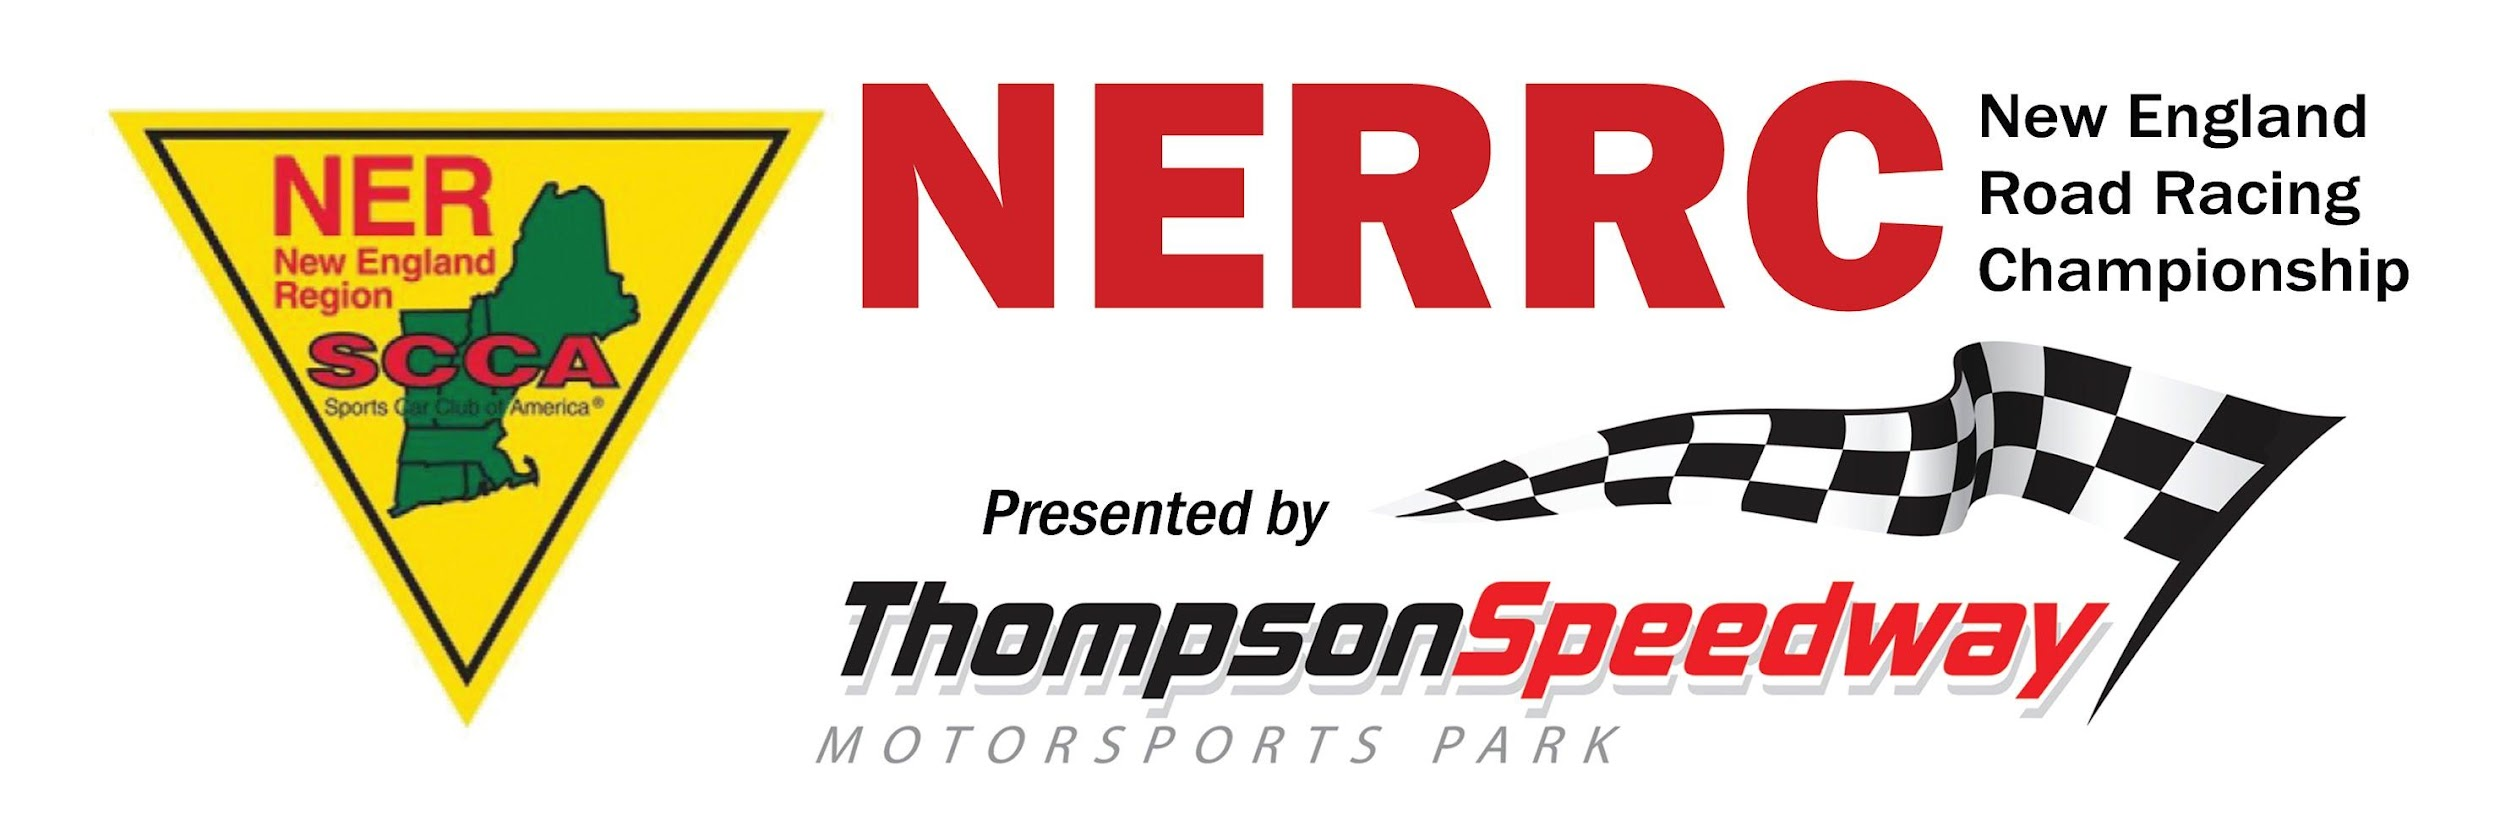 NER
New England
Region
SCCA
Sports Car Club of America®
NERRC
New England
Road Racing
Championship
Presented by
ThompsonSpeedway
MOTORSPORTS PARK